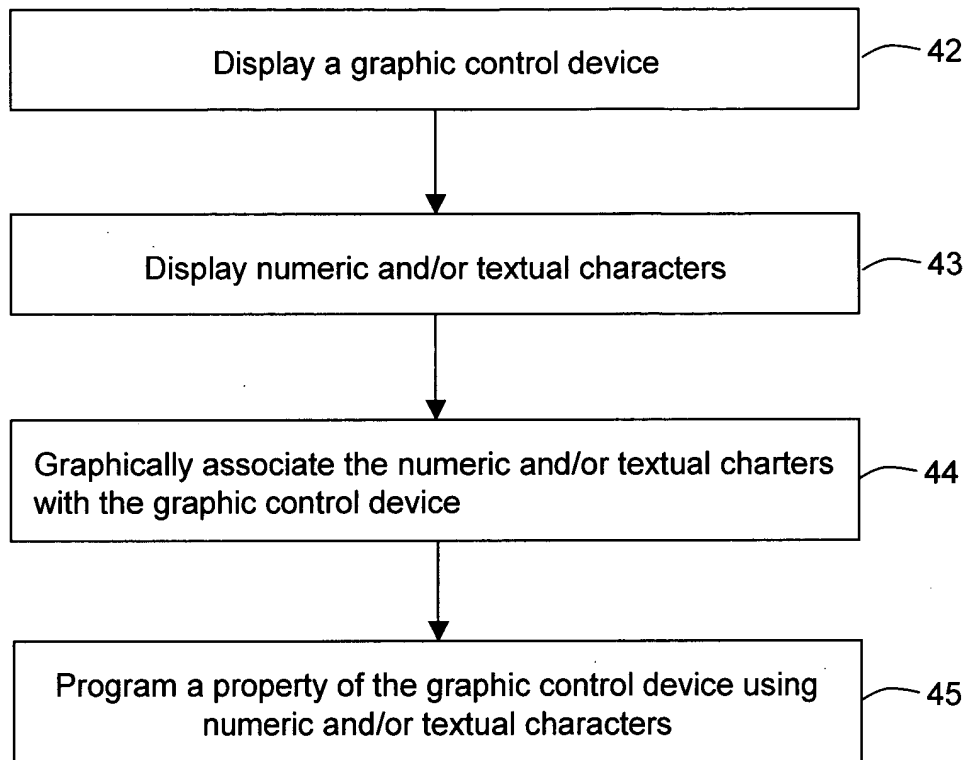 Display a graphic control device
42
Display numeric and/or textual characters
43
Graphically associate the numeric and/or textual charters
with the graphic control device
44
Program a property of the graphic control device using
numeric and/or textual characters
45